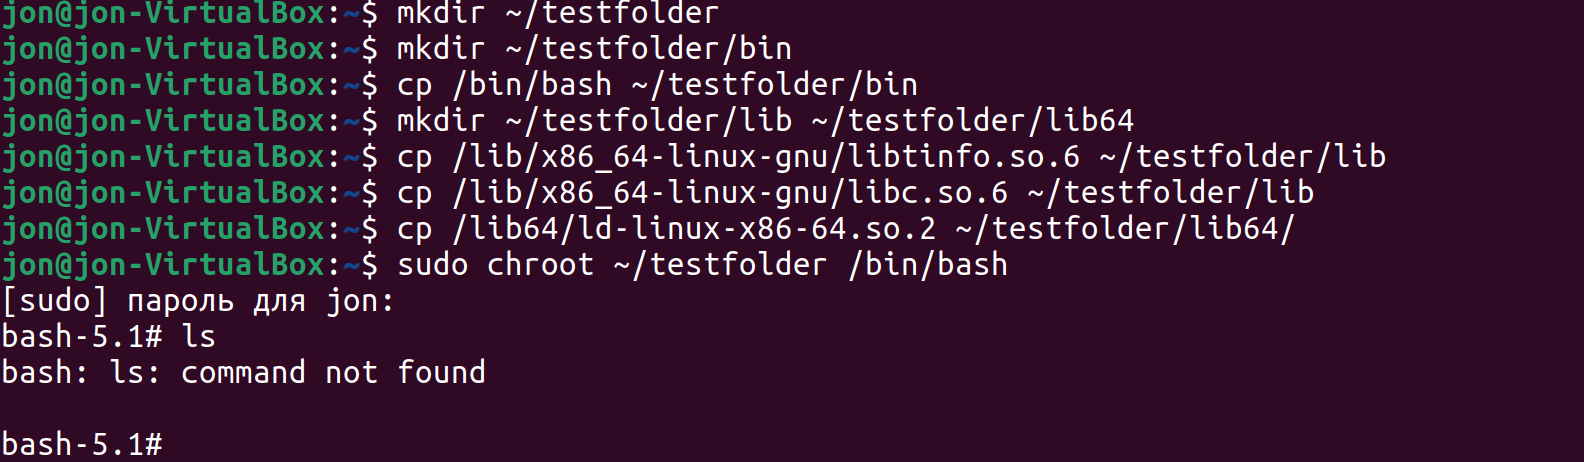 jon@jon-VirtualBox:~$ mkdir ~/testfolder
jon@jon-VirtualBox:~$ mkdir ~/testfolder/bin
jon@jon-VirtualBox:~$ cp /bin/bash ~/testfolder/bin
jon@jon-VirtualBox:~$ mkdir ~/testfolder/lib ~/testfolder/lib64
jon@jon-VirtualBox:~$ cp /lib/x86_64-linux-gnu/libtinfo.so.6 ~/testfolder/lib
jon@jon-VirtualBox:~$ cp /lib/x86_64-linux-gnu/libc.so.6 ~/testfolder/lib
jon@jon-VirtualBox:~$ cp /lib64/ld-linux-x86-64.so.2 ~/testfolder/lib64/
jon@jon-VirtualBox:~$ sudo chroot ~/testfolder /bin/bash
[sudo] пароль для jon:
bash-5.1# ls
bash: ls: command not found
bash-5.1#